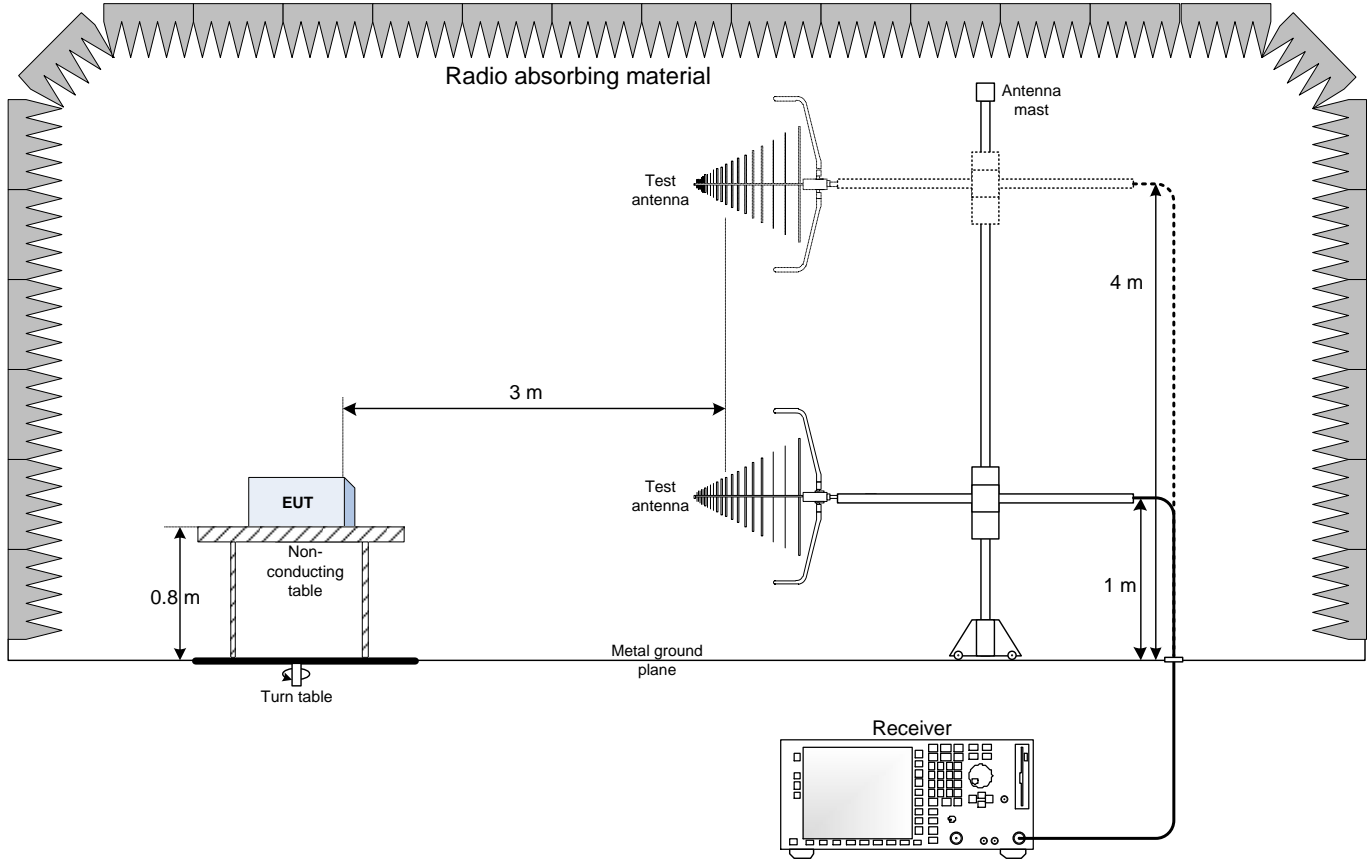 Radio absorbing material
Antenna
mast
Test
antenna
4 m
3 m
Test
antenna
EUT
Non-
conducting
table
0.8 m
1 m
Metal ground
plane
Turn table
Receiver